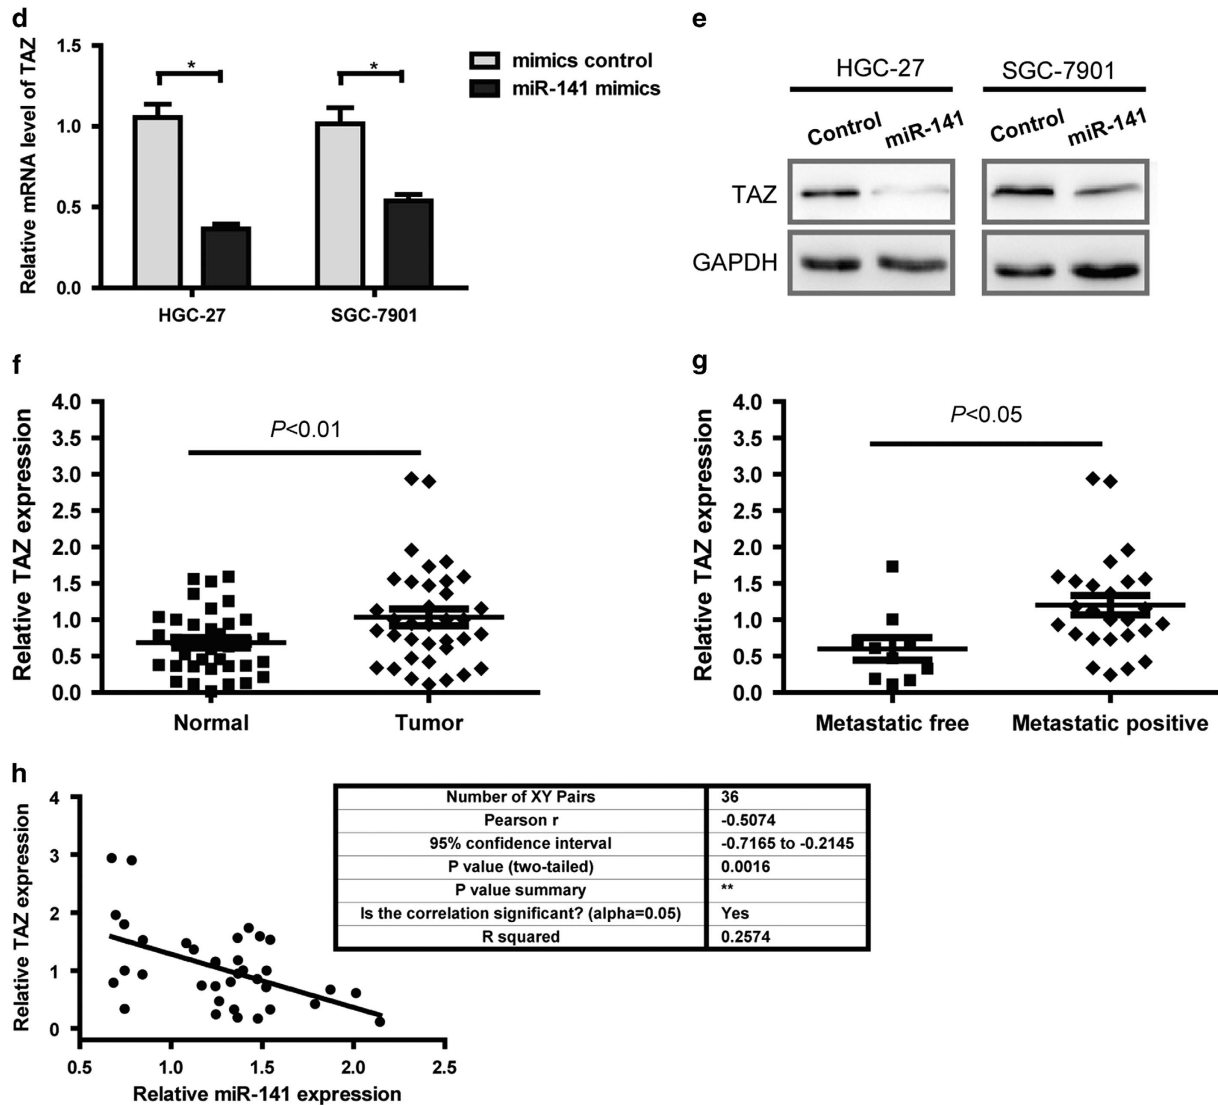 d
Relative mRNA level of TAZ
1.5
1.0
0.5
0.0
*
*
HGC-27
SGC-7901
mimics control
miR-141 mimics
e
HGC-27
SGC-7901
Control
miR-141
Control
miR-141
TAZ
GAPDH
f
Relative TAZ expression
4.0
3.5
3.0
2.5
2.0
1.5
1.0
0.5
0.0
P<0.01
Normal
Tumor
g
Relative TAZ expression
4.0
3.5
3.0
2.5
2.0
1.5
1.0
0.5
0.0
P<0.05
Metastatic free
Metastatic positive
h
Relative TAZ expression
4
3
2
1
0
0.5
1.0
1.5
2.0
2.5
Relative miR-141 expression
Number of XY Pairs 36
Pearson r -0.5074
95% confidence interval -0.7165 to -0.2145
P value (two-tailed) 0.0016
P value summary **
Is the correlation significant? (alpha=0.05) Yes
R squared 0.2574